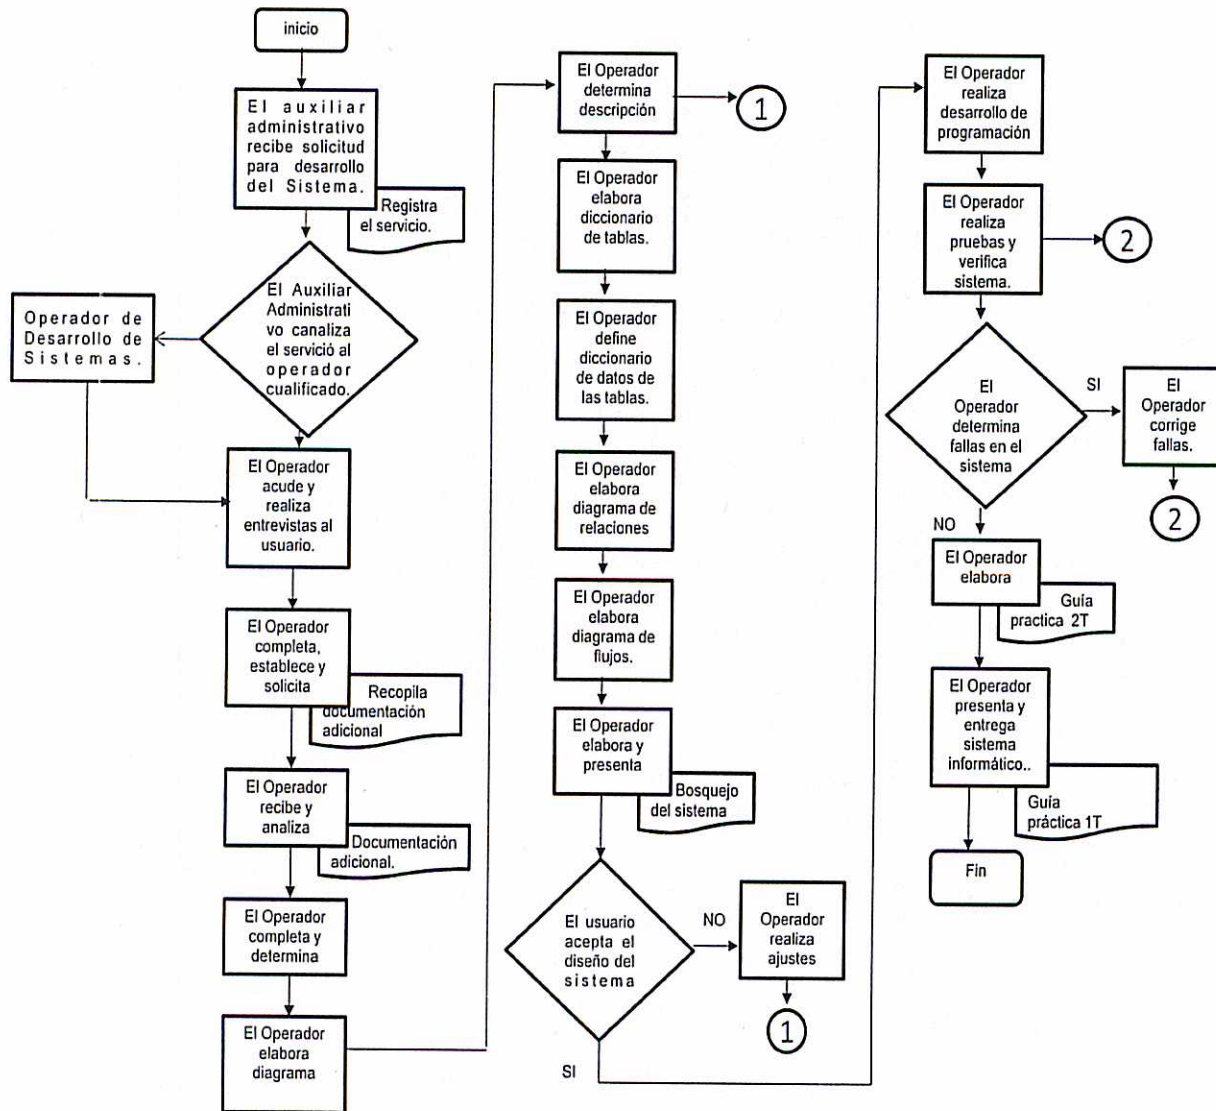 inicio
El auxiliar
administrativo
recibe solicitud
para desarrollo
del Sistema.
Registra
el servicio.
El Auxiliar
Administrati
vo canaliza
el servició al
operador
cualificado.
Operador de
Desarrollo de
Sistemas.
El Operador
acude y
realiza
entrevistas al
usuario.
El Operador
completa,
establece y
solicita
Recopila
documentación
adicional
El Operador
recibe y
analiza
Documentación
adicional.
El Operador
completa y
determina
El Operador
elabora
diagrama
El Operador
determina
descripción
1
El Operador
elabora
diccionario
de tablas.
El Operador
define
diccionario
de datos de
las tablas.
El Operador
elabora
diagrama de
relaciones
El Operador
elabora
diagrama de
flujos.
El Operador
elabora y
presenta
Bosquejo
del sistema
El usuario
acepta el
diseño del
sistema
NO
El
Operador
realiza
ajustes
1
SI
El Operador
realiza
desarrollo de
programación
El Operador
realiza
pruebas y
verifica
sistema.
2
El
Operador
determina
fallas en el
sistema
SI
El
Operador
corrige
fallas.
2
NO
El Operador
elabora
Guía
practica 2T
El Operador
presenta y
entrega
sistema
informático..
Guía
práctica 1T
Fin